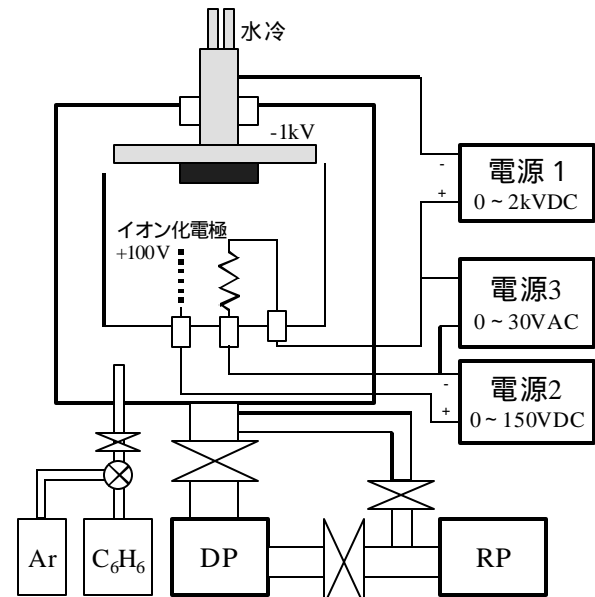 水冷
-1kV
イオン化電極
+100V
-
電源 1
+
0 ~ 2kVDC
電源3
0 ~ 30VAC
-
電源2
+
0 ~ 150VDC
Ar
C₆H₆
DP
RP